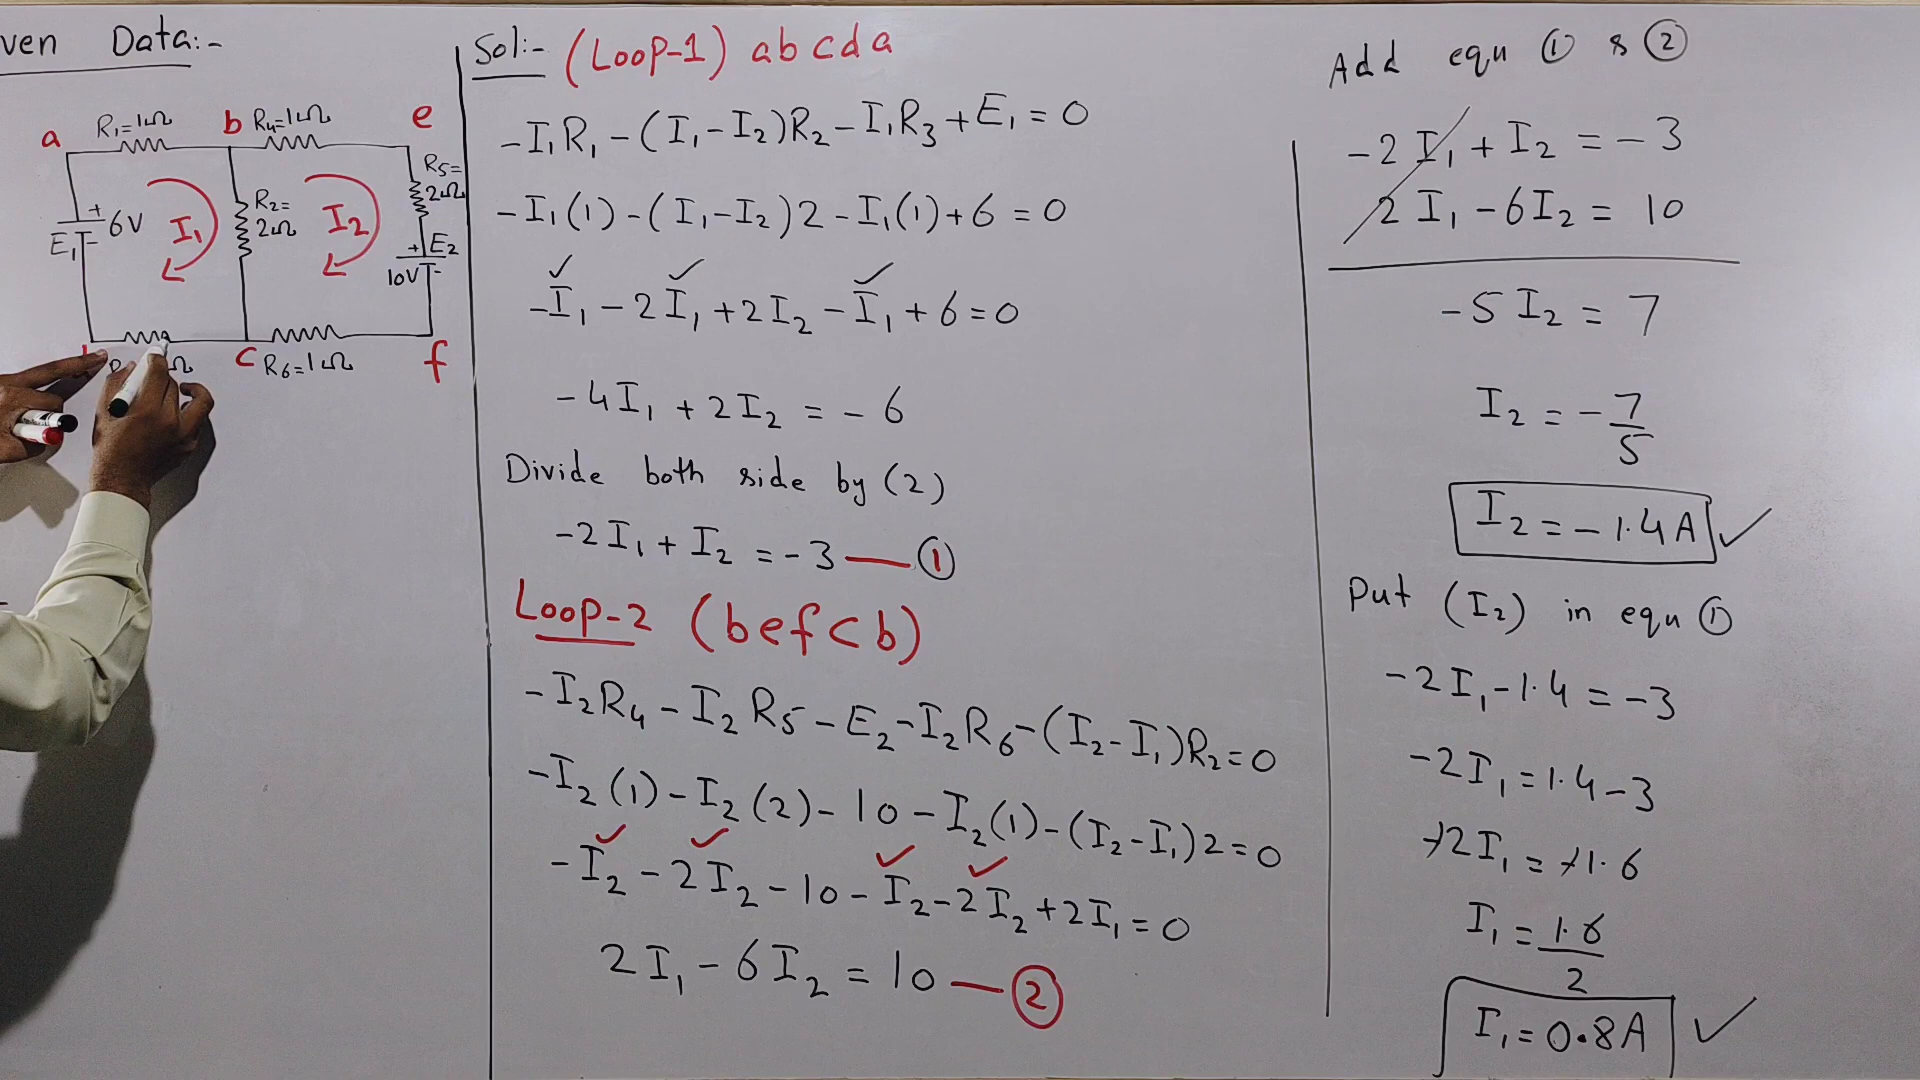 ven Data:-
a R₁=1Ω b R₄=1Ω e
R₅=
2Ω
R₂=
2Ω
+ 6V
E₁ -
I₁
I₂
+ E₂
10V -
c R₆=1Ω f
Ω
Sol:- (Loop-1) abcda
-I₁R₁-(I₁-I₂)R₂-I₁R₃+E₁=0
-I₁(1)-(I₁-I₂)2-I₁(1)+6=0
-I₁-2I₁+2I₂-I₁+6=0
-4I₁+2I₂=-6
Divide both side by (2)
-2I₁+I₂=-3 — ①
Loop-2 (befcb)
-I₂R₄-I₂R₅-E₂-I₂R₆-(I₂-I₁)R₂=0
-I₂(1)-I₂(2)-10-I₂(1)-(I₂-I₁)2=0
-I₂-2I₂-10-I₂-2I₂+2I₁=0
2I₁-6I₂=10 — ②
Add equ ① & ②
-2I₁+I₂=-3
2I₁-6I₂=10
-5I₂=7
I₂=-7/5
I₂=-1.4A ✓
Put (I₂) in equ ①
-2I₁-1.4=-3
-2I₁=1.4-3
-2I₁=-1.6
I₁=1.6/2
I₁=0.8A ✓